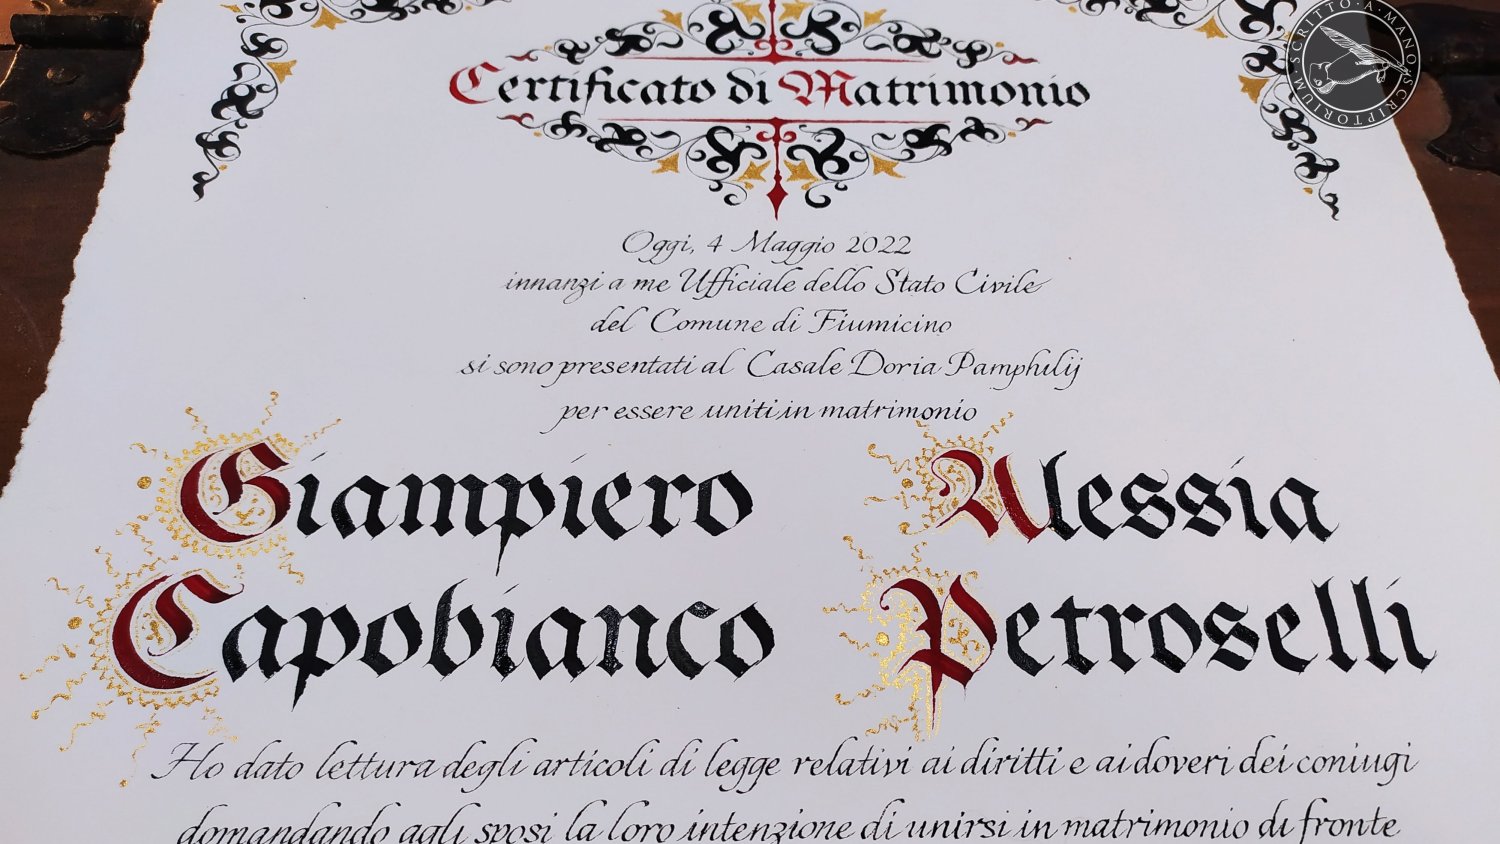 Certificato di Matrimonio
SCRITTO · A · MANO · SCRIPTORIUM
Oggi, 4 Maggio 2022
innanzi a me Ufficiale dello Stato Civile
del Comune di Fiumicino
si sono presentati al Casale Doria Pamphilij
per essere uniti in matrimonio
Giampiero Alessia
Capobianco Petroselli
Ho dato lettura degli articoli di legge relativi ai diritti e ai doveri dei coniugi
domandando agli sposi la loro intenzione di unirsi in matrimonio di fronte